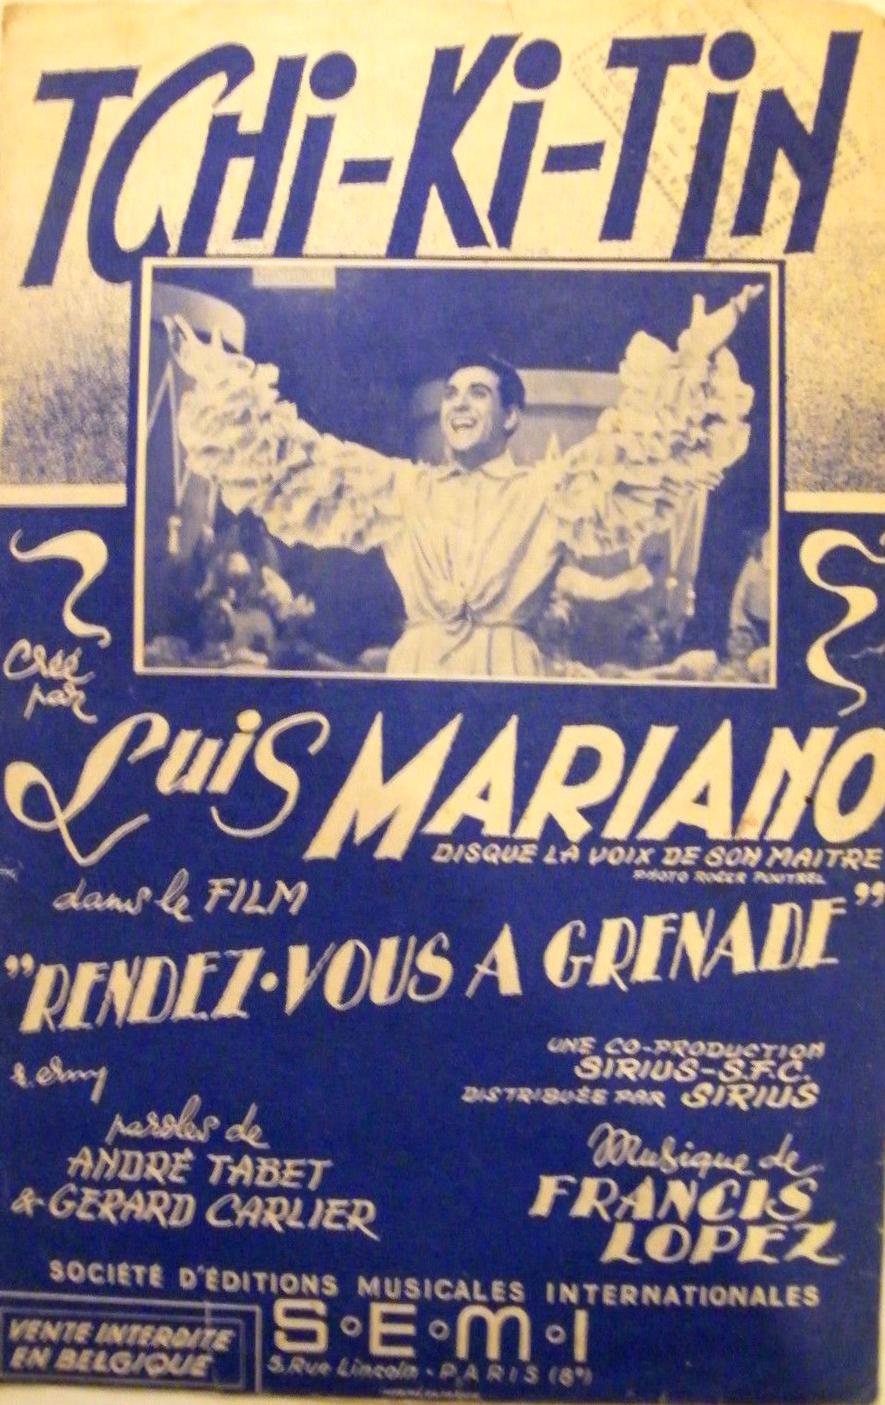 TCHi-Ki-TiN
créé
par
Luis MARIANO
DISQUE LA VOIX DE SON MAITRE
PHOTO ROGER POUTREL
dans le FILM
"RENDEZ·VOUS A GRENADE"
UNE CO-PRODUCTION
SIRIUS-S.F.C.
DISTRIBUÉE PAR SIRIUS
paroles de
ANDRÉ TABET
& GERARD CARLIER
Musique de
FRANCIS
LOPEZ
SOCIÉTÉ D'ÉDITIONS MUSICALES INTERNATIONALES
S.E.M.I
5, Rue Lincoln - PARIS (8e)
VENTE INTERDITE
EN BELGIQUE